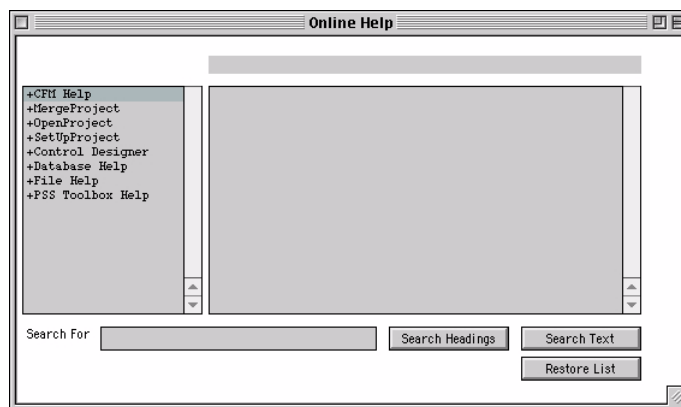 Online Help
+CFM Help
+MergeProject
+OpenProject
+SetUpProject
+Control Designer
+Database Help
+File Help
+PSS Toolbox Help
Search For
Search Headings
Search Text
Restore List